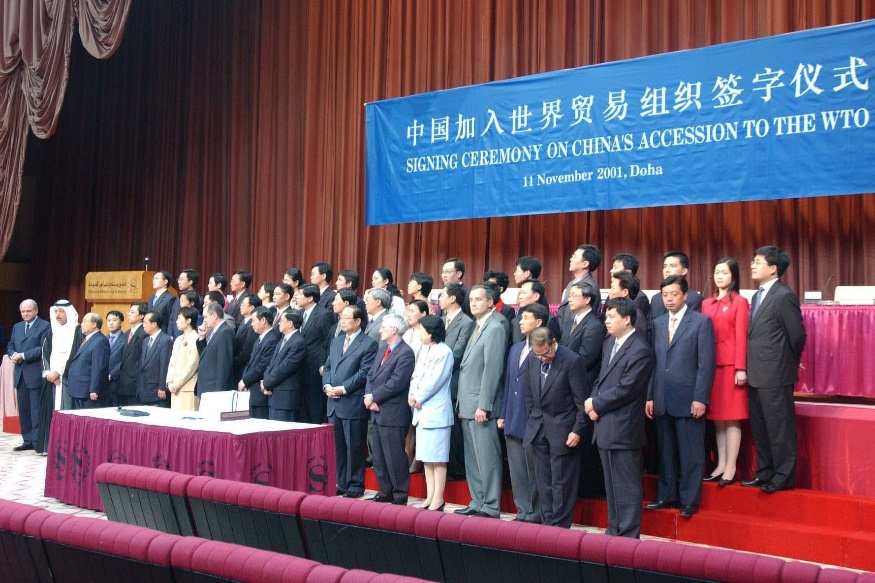 中国加入世界贸易组织签字仪式
SIGNING CEREMONY ON CHINA'S ACCESSION TO THE WTO
11 November 2001, Doha